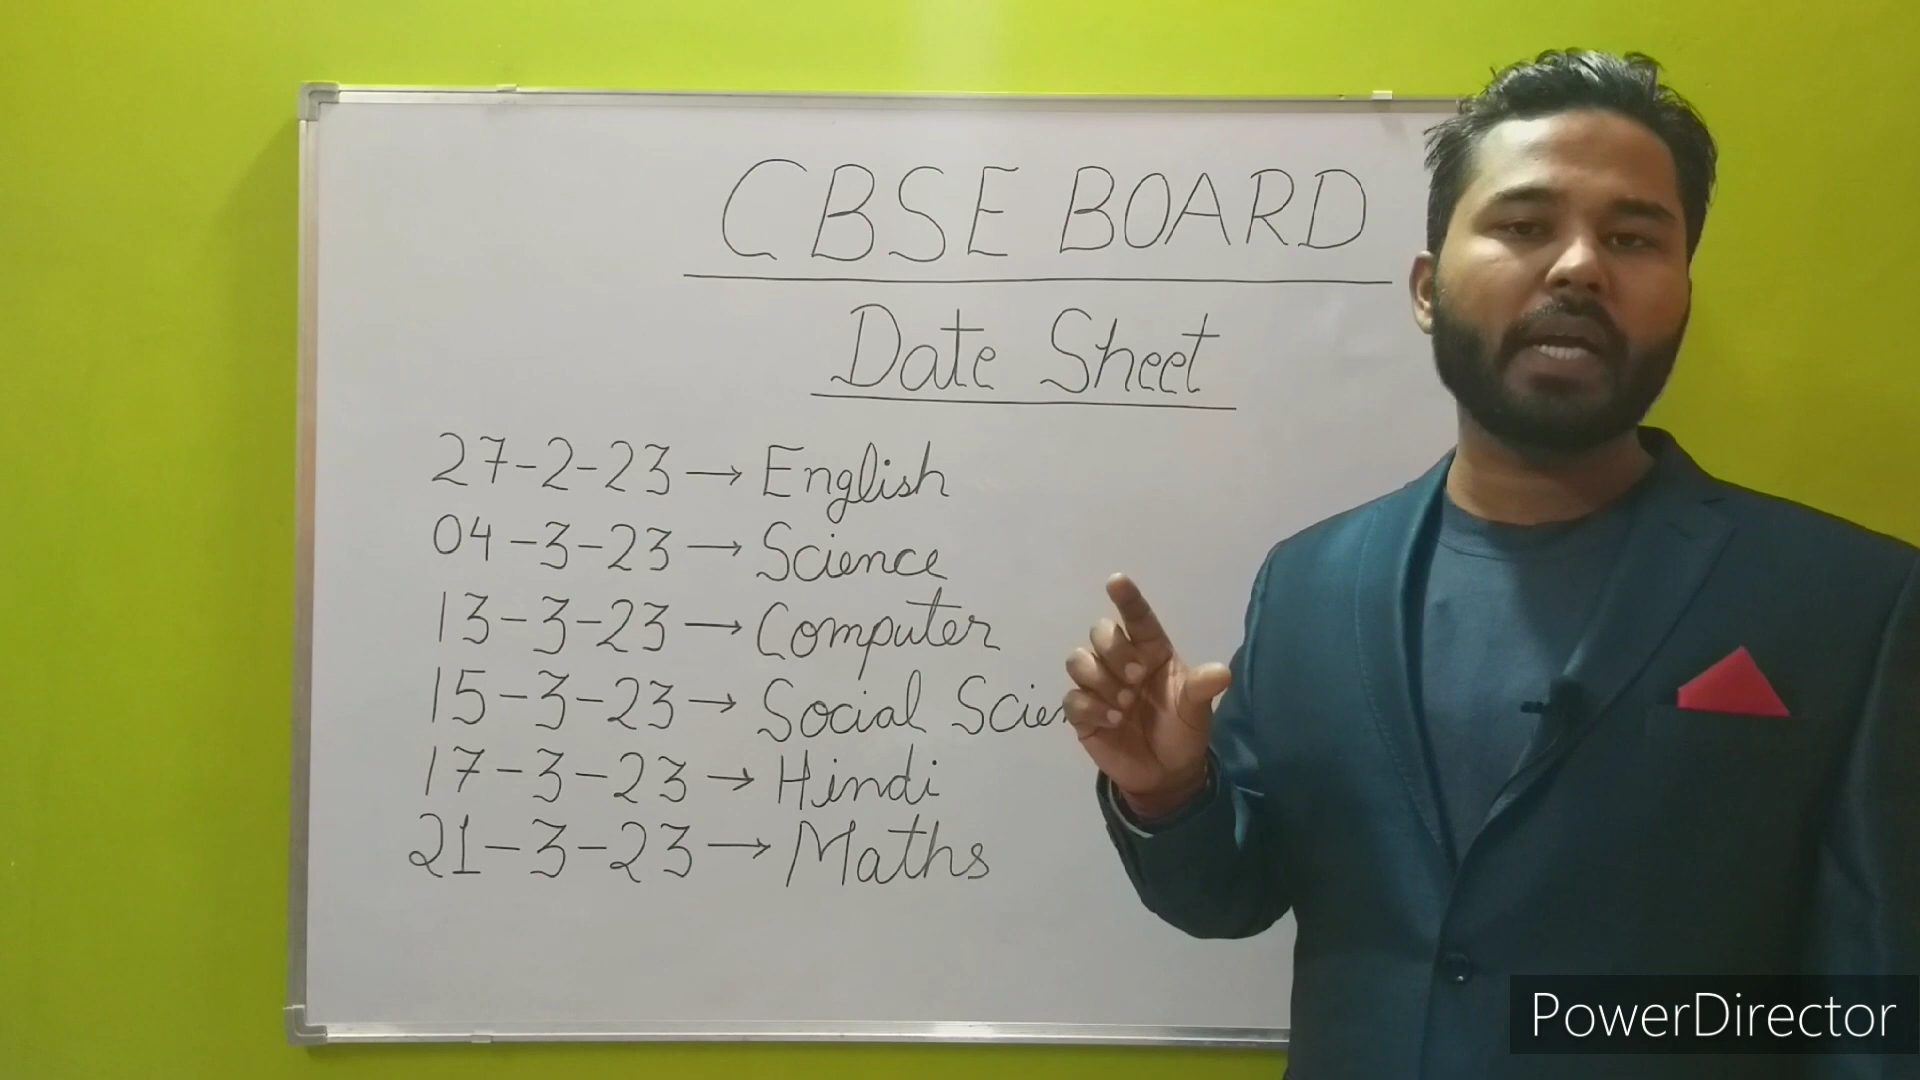 CBSE BOARD
Date Sheet
27-2-23 → English
04-3-23 → Science
13-3-23 → Computer
15-3-23 → Social
17-3-23 → Hindi
21-3-23 → Maths
PowerDirector